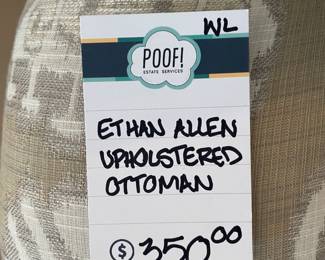 WL
POOF!
ESTATE SERVICES
ETHAN ALLEN
UPHOLSTERED
OTTOMAN
$ 350.00